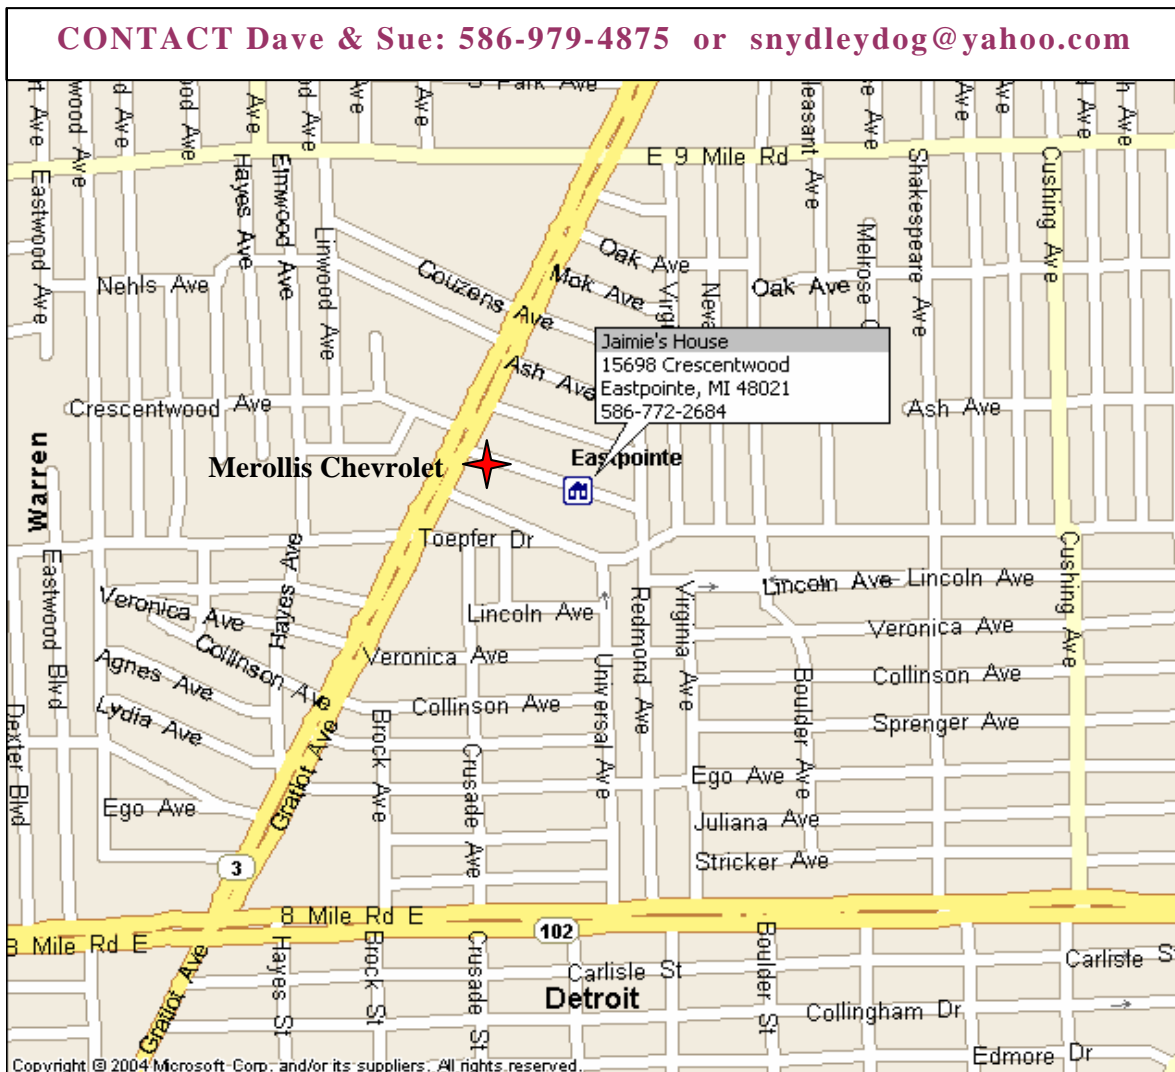 CONTACT Dave & Sue: 586-979-4875 or snydleydog@yahoo.com
Park Ave
E 9 Mile Rd
Eastwood Ave
Hayes Ave
Elmwood Ave
Linwood Ave
Shakespeare Ave
Cushing Ave
Nehls Ave
Couzens Ave
Oak Ave
Mok Ave
Oak Ave
Ash Ave
Jaimie's House
15698 Crescentwood
Eastpointe, MI 48021
586-772-2684
Crescentwood Ave
Ash Ave
Warren
Merollis Chevrolet
Eastpointe
Toepfer Dr
Eastwood Blvd
Hayes Ave
Cushing Ave
Lincoln Ave
Lincoln Ave
Lincoln Ave
Veronica Ave
Veronica Ave
Veronica Ave
Redmond Ave
Virginia Ave
Universal Ave
Boulder Ave
Collinson Ave
Collinson Ave
Collinson Ave
Agnes Ave
Lydia Ave
Sprenger Ave
Dexter Blvd
Brock Ave
Crusade Ave
Gratiot Ave
Ego Ave
Ego Ave
Juliana Ave
Stricker Ave
3
8 Mile Rd E
8 Mile Rd E
102
Gratiot Ave
Hayes St
Brock St
Crusade St
Boulder St
Carlisle St
Carlisle St
Detroit
Collingham Dr
Edmore Dr
Copyright © 2004 Microsoft Corp. and/or its suppliers. All rights reserved.